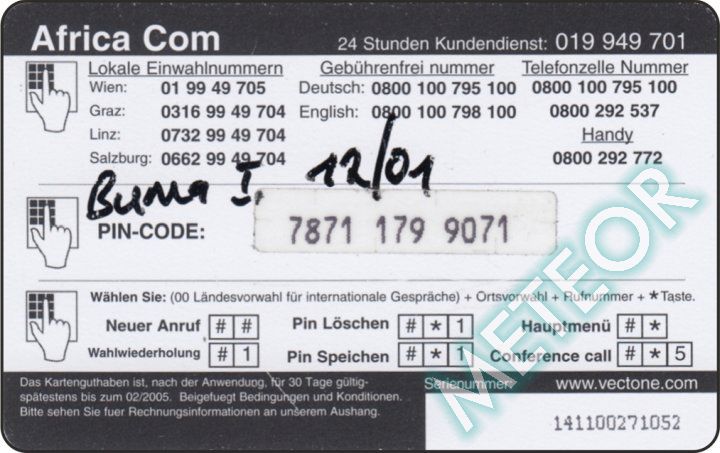 Africa Com 24 Stunden Kundendienst: 019 949 701
Lokale Einwahlnummern Gebührenfrei nummer Telefonzelle Nummer
Wien: 01 99 49 705 Deutsch: 0800 100 795 100 0800 100 795 100
Graz: 0316 99 49 704 English: 0800 100 798 100 0800 292 537
Linz: 0732 99 49 704 Handy
Salzburg: 0662 99 49 704 0800 292 772
I. 12/01
PIN-CODE: 7871 179 9071
METEOR
Wählen Sie: (00 Ländesvorwahl für internationale Gespräche) + Ortsvorwahl + Rufnummer + * Taste.
Neuer Anruf # # Pin Löschen # * 1 Hauptmenü # *
Wahlwiederholung # 1 Pin Speichen # * 1 Conference call # * 5
Das Kartenguthaben ist, nach der Anwendung, für 30 Tage gültig- Serienummer www.vectone.com
spätestens bis zum 02/2005. Beigefuegt Bedingungen und Konditionen.
Bitte sehen Sie fuer Rechnungsinformationen an unserem Aushang.
141100271052